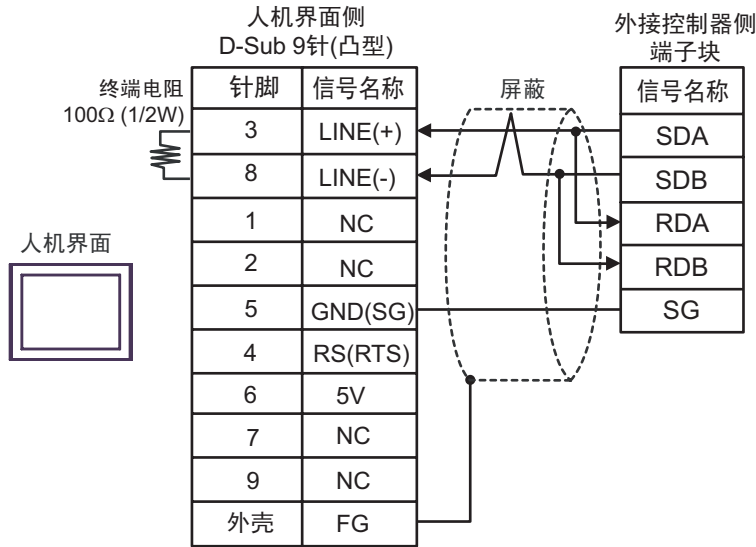 人机界面侧
D-Sub 9针(凸型)
外接控制器侧
端子块
终端电阻
100Ω (1/2W)
针脚 信号名称
屏蔽
信号名称
3 LINE(+)
SDA
8 LINE(-)
SDB
1 NC
RDA
人机界面
2 NC
RDB
5 GND(SG)
SG
4 RS(RTS)
6 5V
7 NC
9 NC
外壳 FG